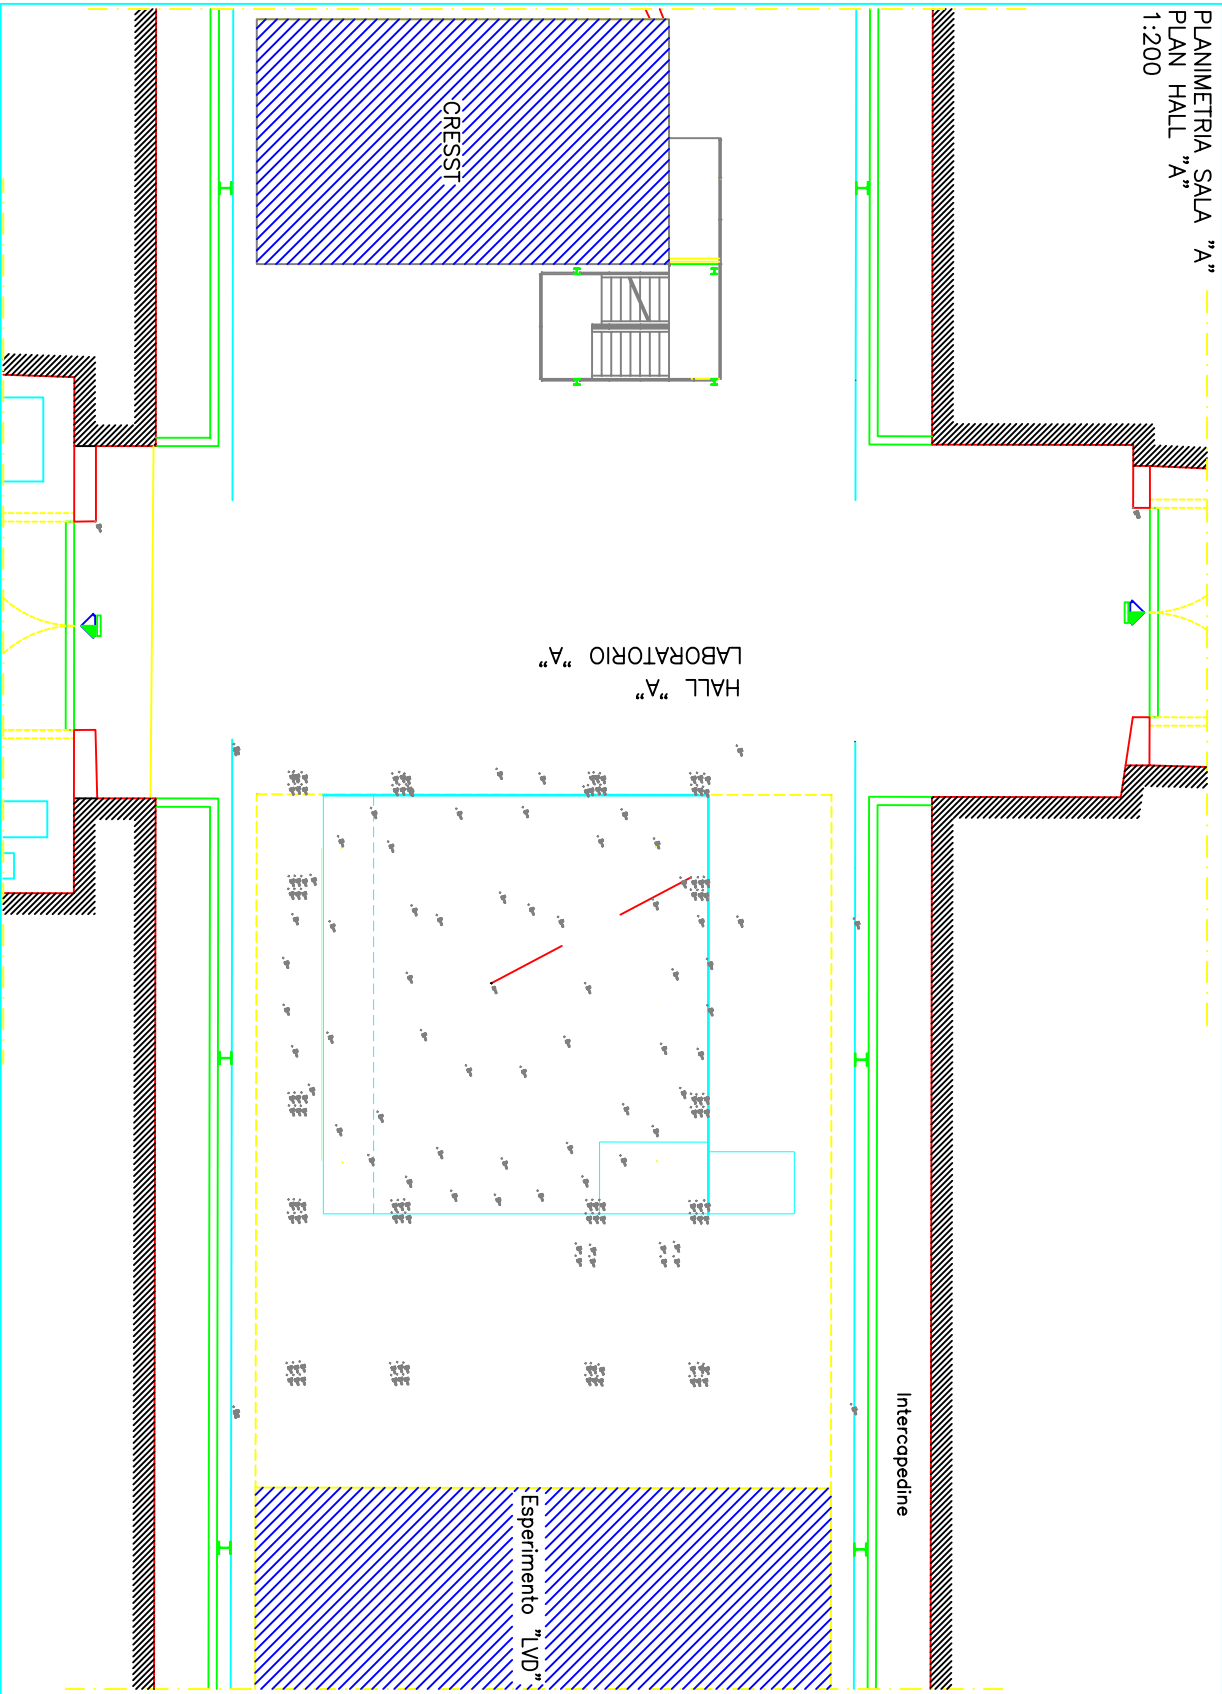 PLANIMETRIA SALA "A"
PLAN HALL "A"
1:200
CRESST
HALL "A"
LABORATORIO "A"
Intercapedine
Esperimento "LVD"